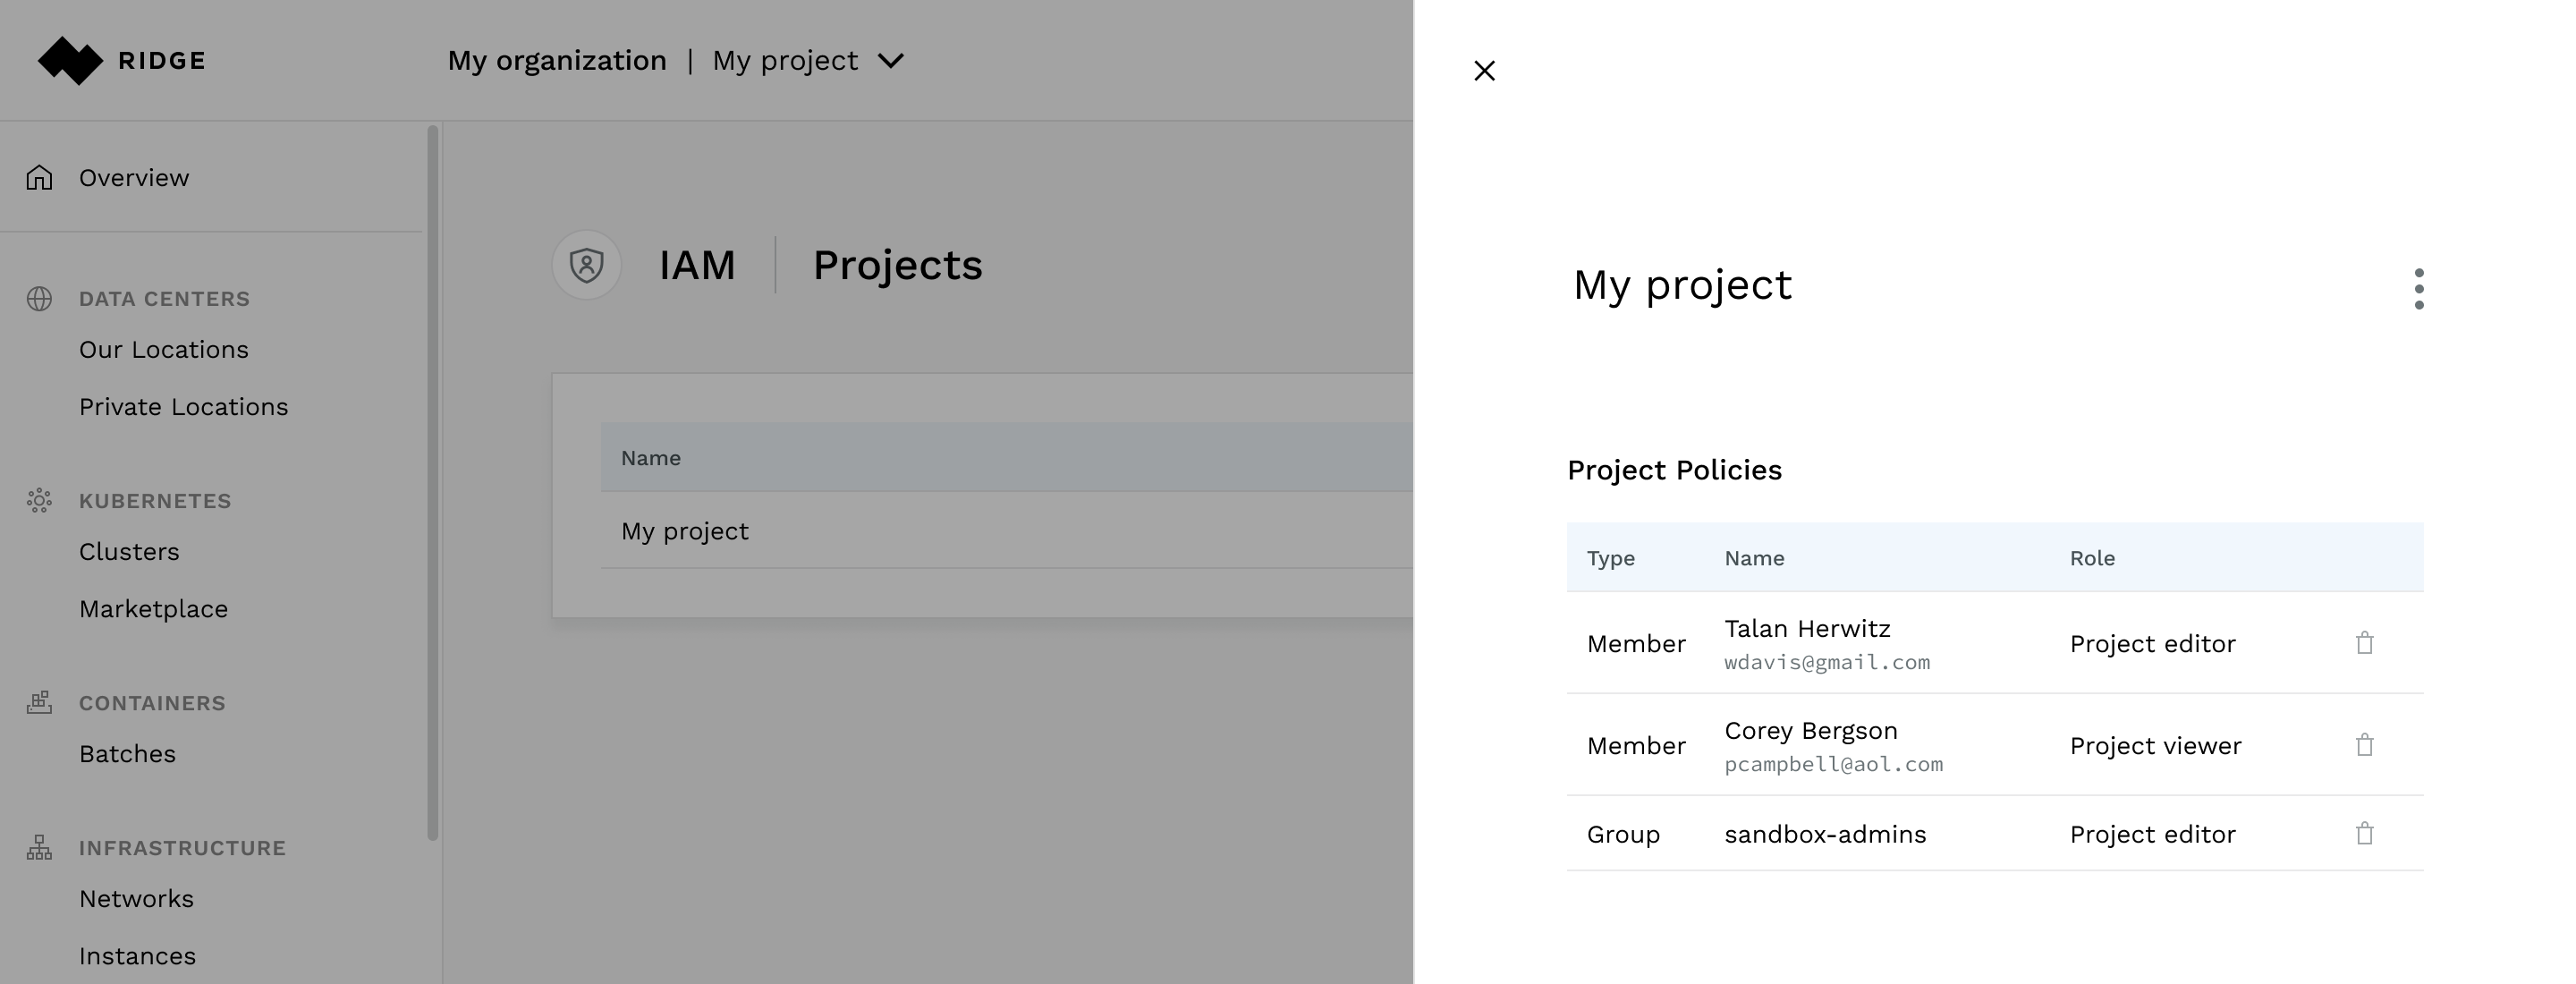 RIDGE
My organization | My project
Overview
DATA CENTERS
Our Locations
Private Locations
KUBERNETES
Clusters
Marketplace
CONTAINERS
Batches
INFRASTRUCTURE
Networks
Instances
IAM | Projects
Name
My project
My project
Project Policies
Type Name Role
Member Talan Herwitz Project editor
wdavis@gmail.com
Member Corey Bergson Project viewer
pcampbell@aol.com
Group sandbox-admins Project editor